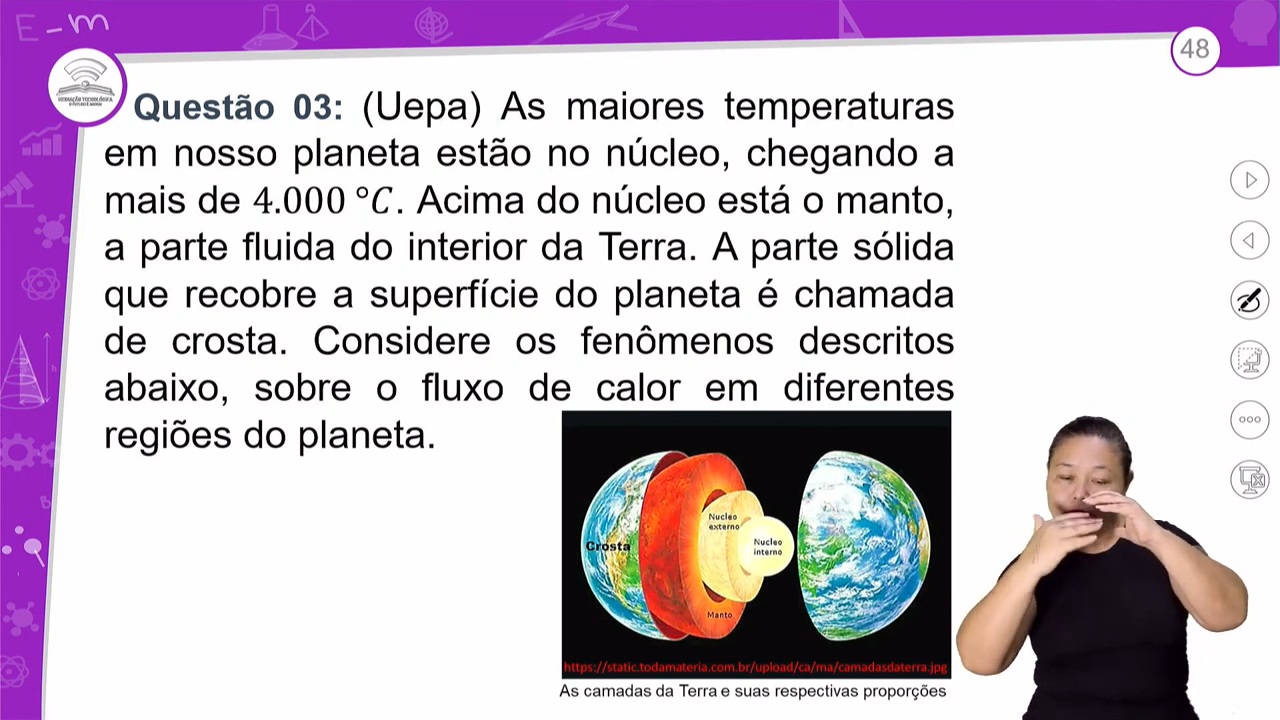 E-m
48
Questão 03: (Uepa) As maiores temperaturas
em nosso planeta estão no núcleo, chegando a
mais de 4.000 °C. Acima do núcleo está o manto,
a parte fluida do interior da Terra. A parte sólida
que recobre a superfície do planeta é chamada
de crosta. Considere os fenômenos descritos
abaixo, sobre o fluxo de calor em diferentes
regiões do planeta.
Nucleo
externo
Crosta
Nucleo
interno
Manto
https://static.todamateria.com.br/upload/ca/ma/camadasdaterra.jpg
As camadas da Terra e suas respectivas proporções